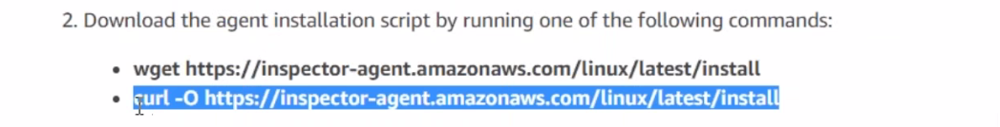 2. Download the agent installation script by running one of the following commands:
• wget https://inspector-agent.amazonaws.com/linux/latest/install
• curl -O https://inspector-agent.amazonaws.com/linux/latest/install